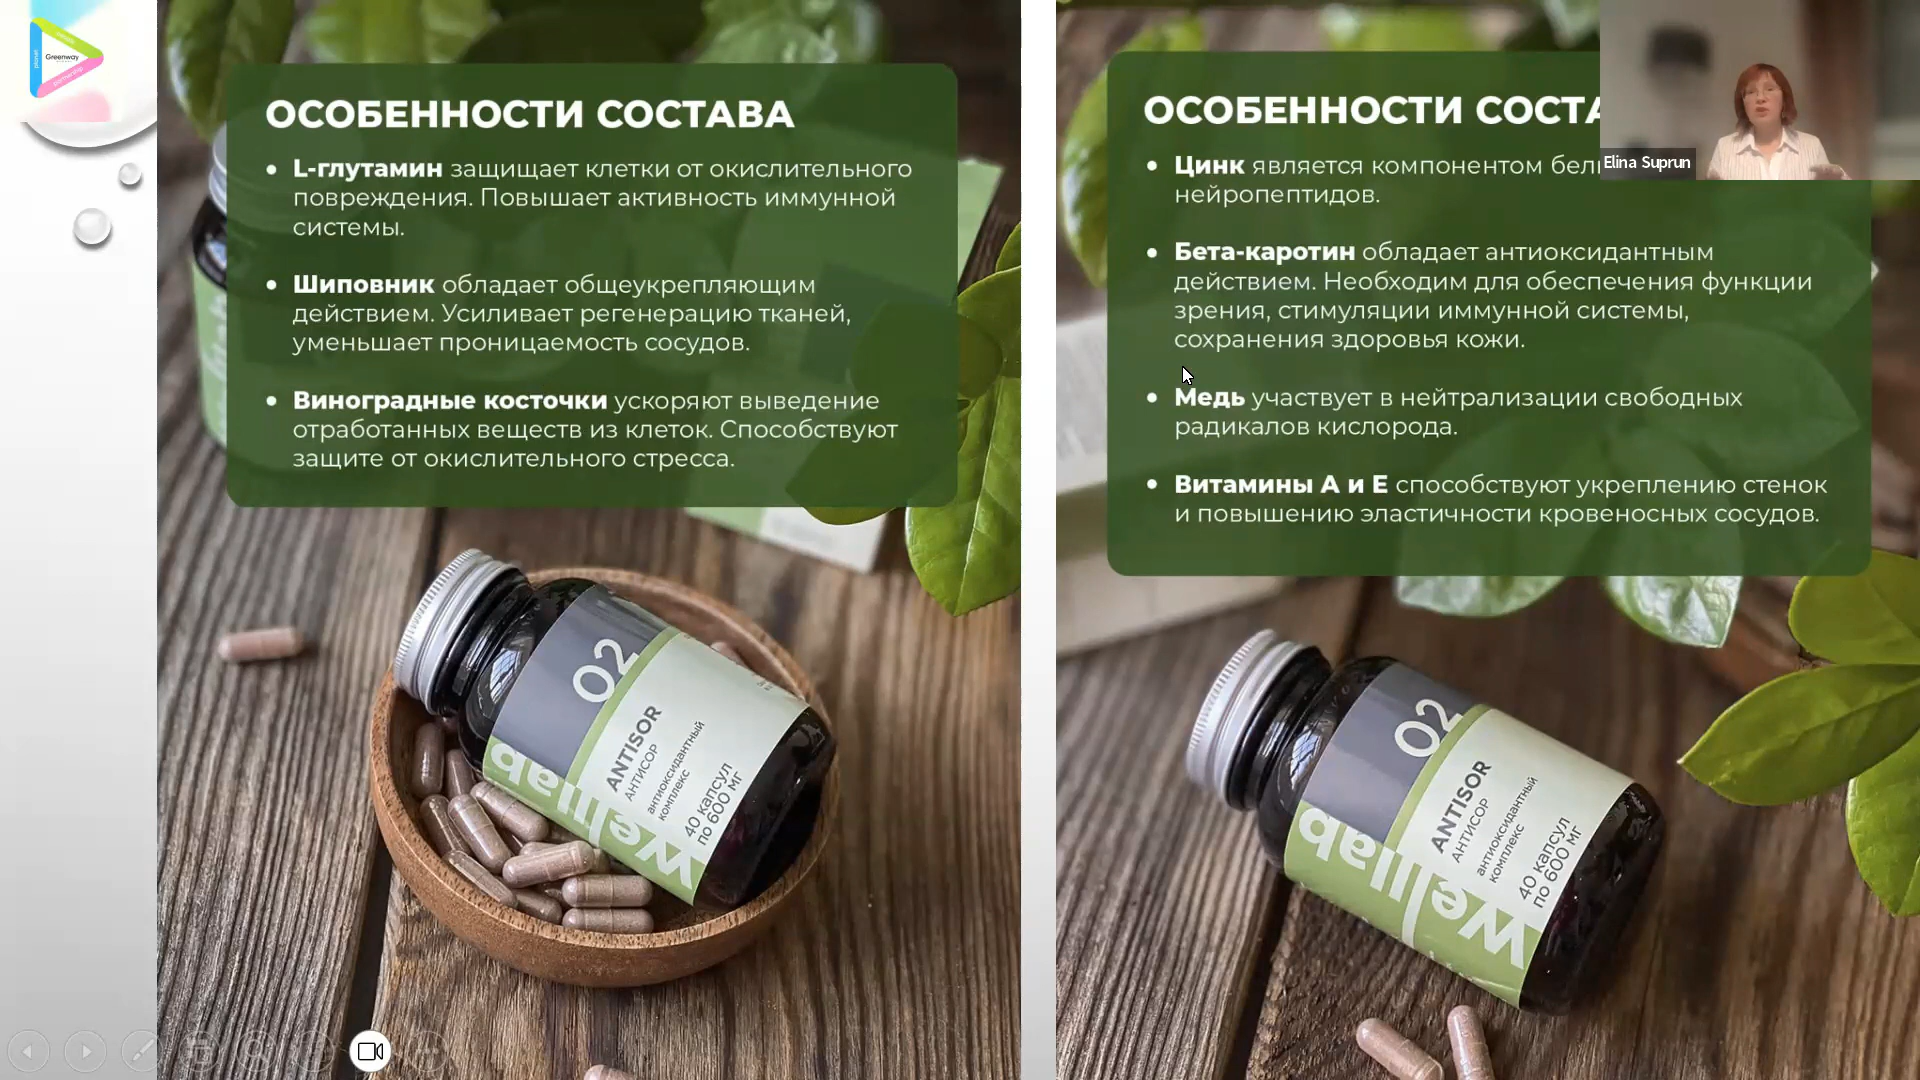 Greenway
ОСОБЕННОСТИ СОСТАВА
• L-глутамин защищает клетки от окислительного
повреждения. Повышает активность иммунной
системы.
• Шиповник обладает общеукрепляющим
действием. Усиливает регенерацию тканей,
уменьшает проницаемость сосудов.
• Виноградные косточки ускоряют выведение
отработанных веществ из клеток. Способствуют
защите от окислительного стресса.
02
ANTISOR
АНТИСОР
антиоксидантный
комплекс
40 капсул
по 600 мг
Welllab
ОСОБЕННОСТИ СОСТА
• Цинк является компонентом бел
нейропептидов.
• Бета-каротин обладает антиоксидантным
действием. Необходим для обеспечения функции
зрения, стимуляции иммунной системы,
сохранения здоровья кожи.
• Медь участвует в нейтрализации свободных
радикалов кислорода.
• Витамины А и Е способствуют укреплению стенок
и повышению эластичности кровеносных сосудов.
Elina Suprun
02
ANTISOR
АНТИСОР
антиоксидантный
комплекс
40 капсул
по 600 мг
Welllab